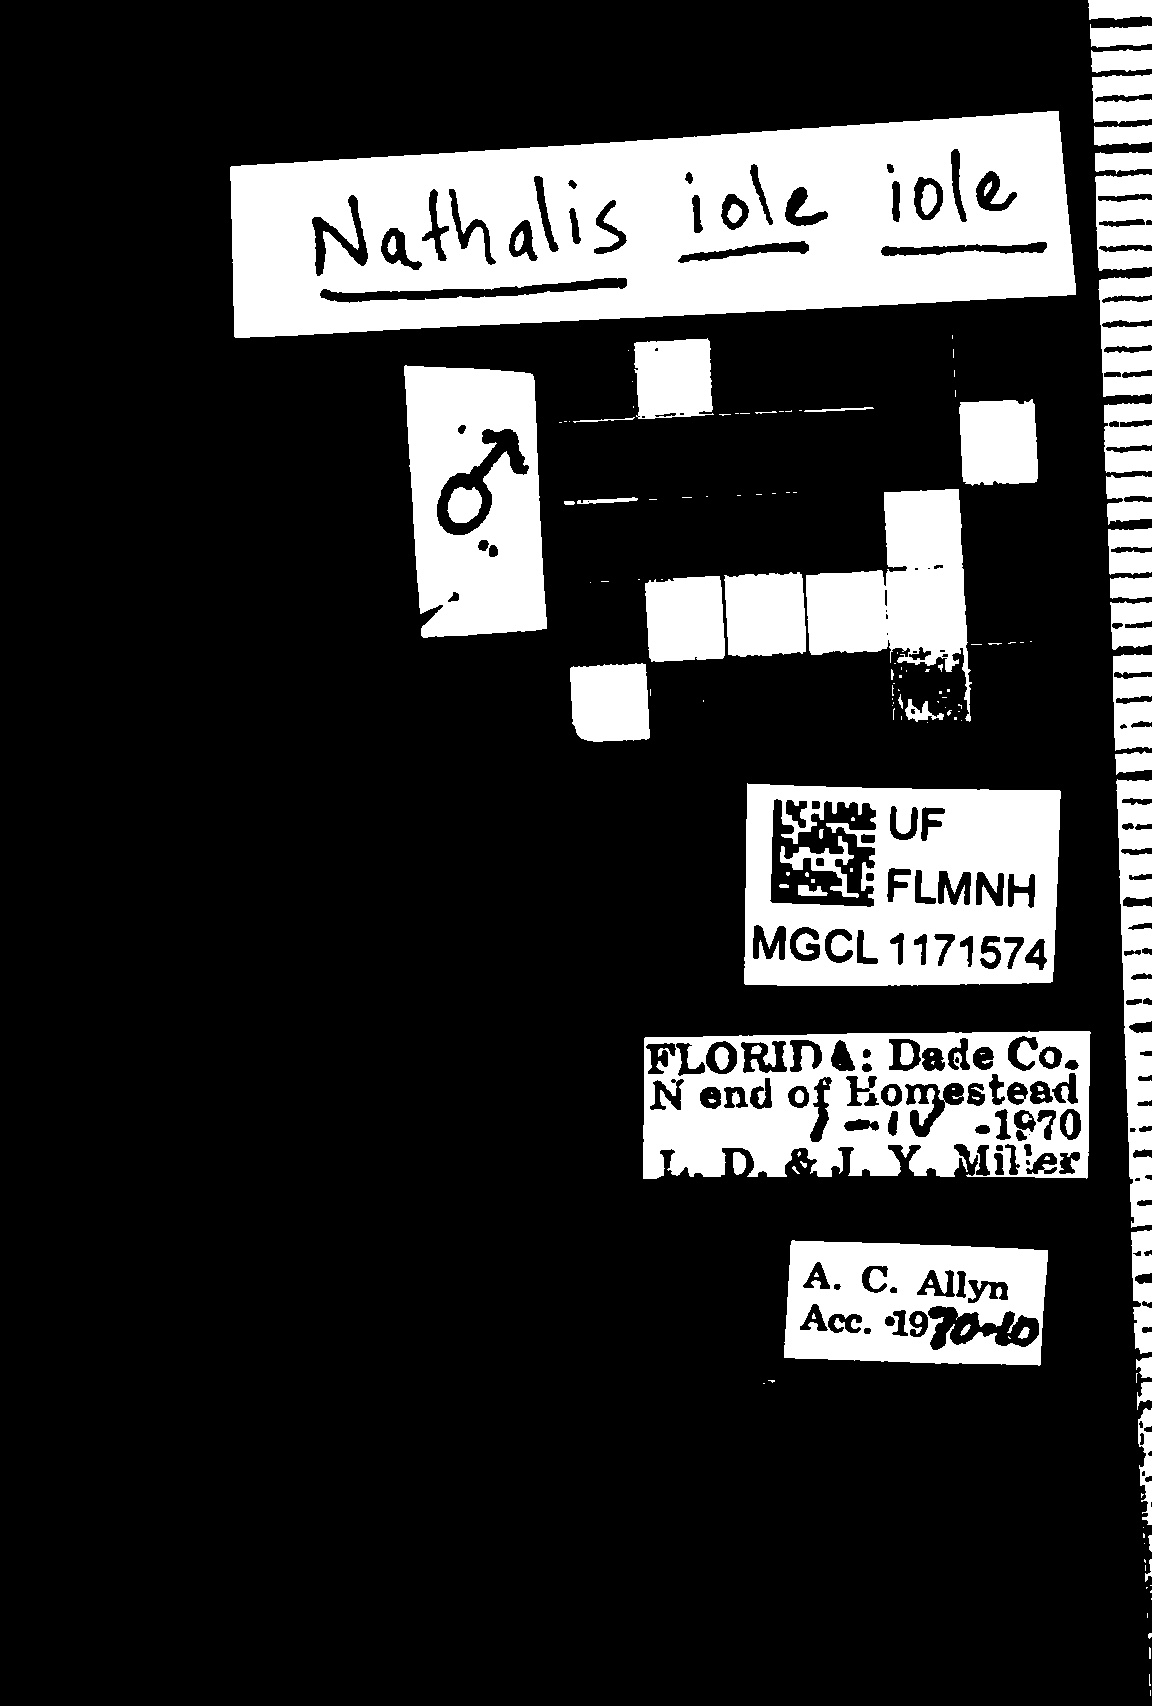 Nathalis iole iole
♂
UF
FLMNH
MGCL 1171574
FLORIDA: Dade Co.
N end of Homestead
1-IV -1970
L. D. & J. Y. Miller
A. C. Allyn
Acc. 1970-10